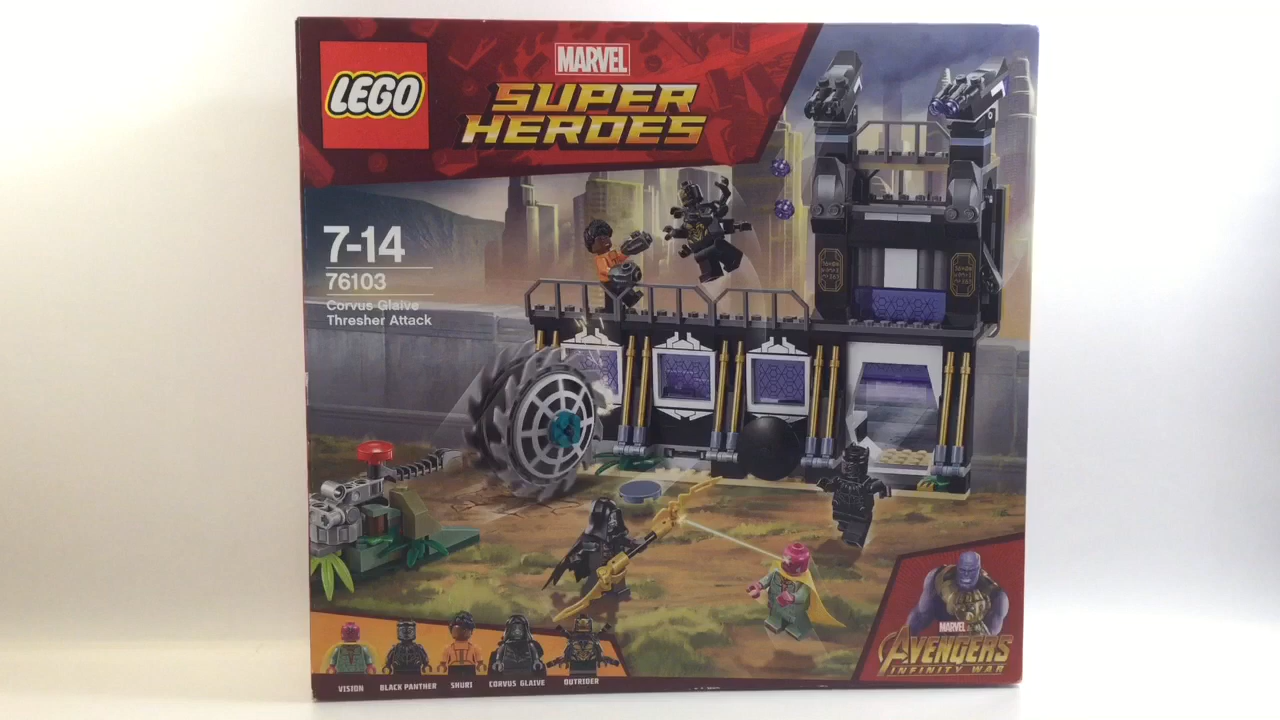 LEGO
MARVEL
SUPER
HEROES
7-14
76103
Corvus Glaive
Thresher Attack
MARVEL
AVENGERS
INFINITY WAR
VISION
BLACK PANTHER
SHURI
CORVUS GLAIVE
OUTRIDER